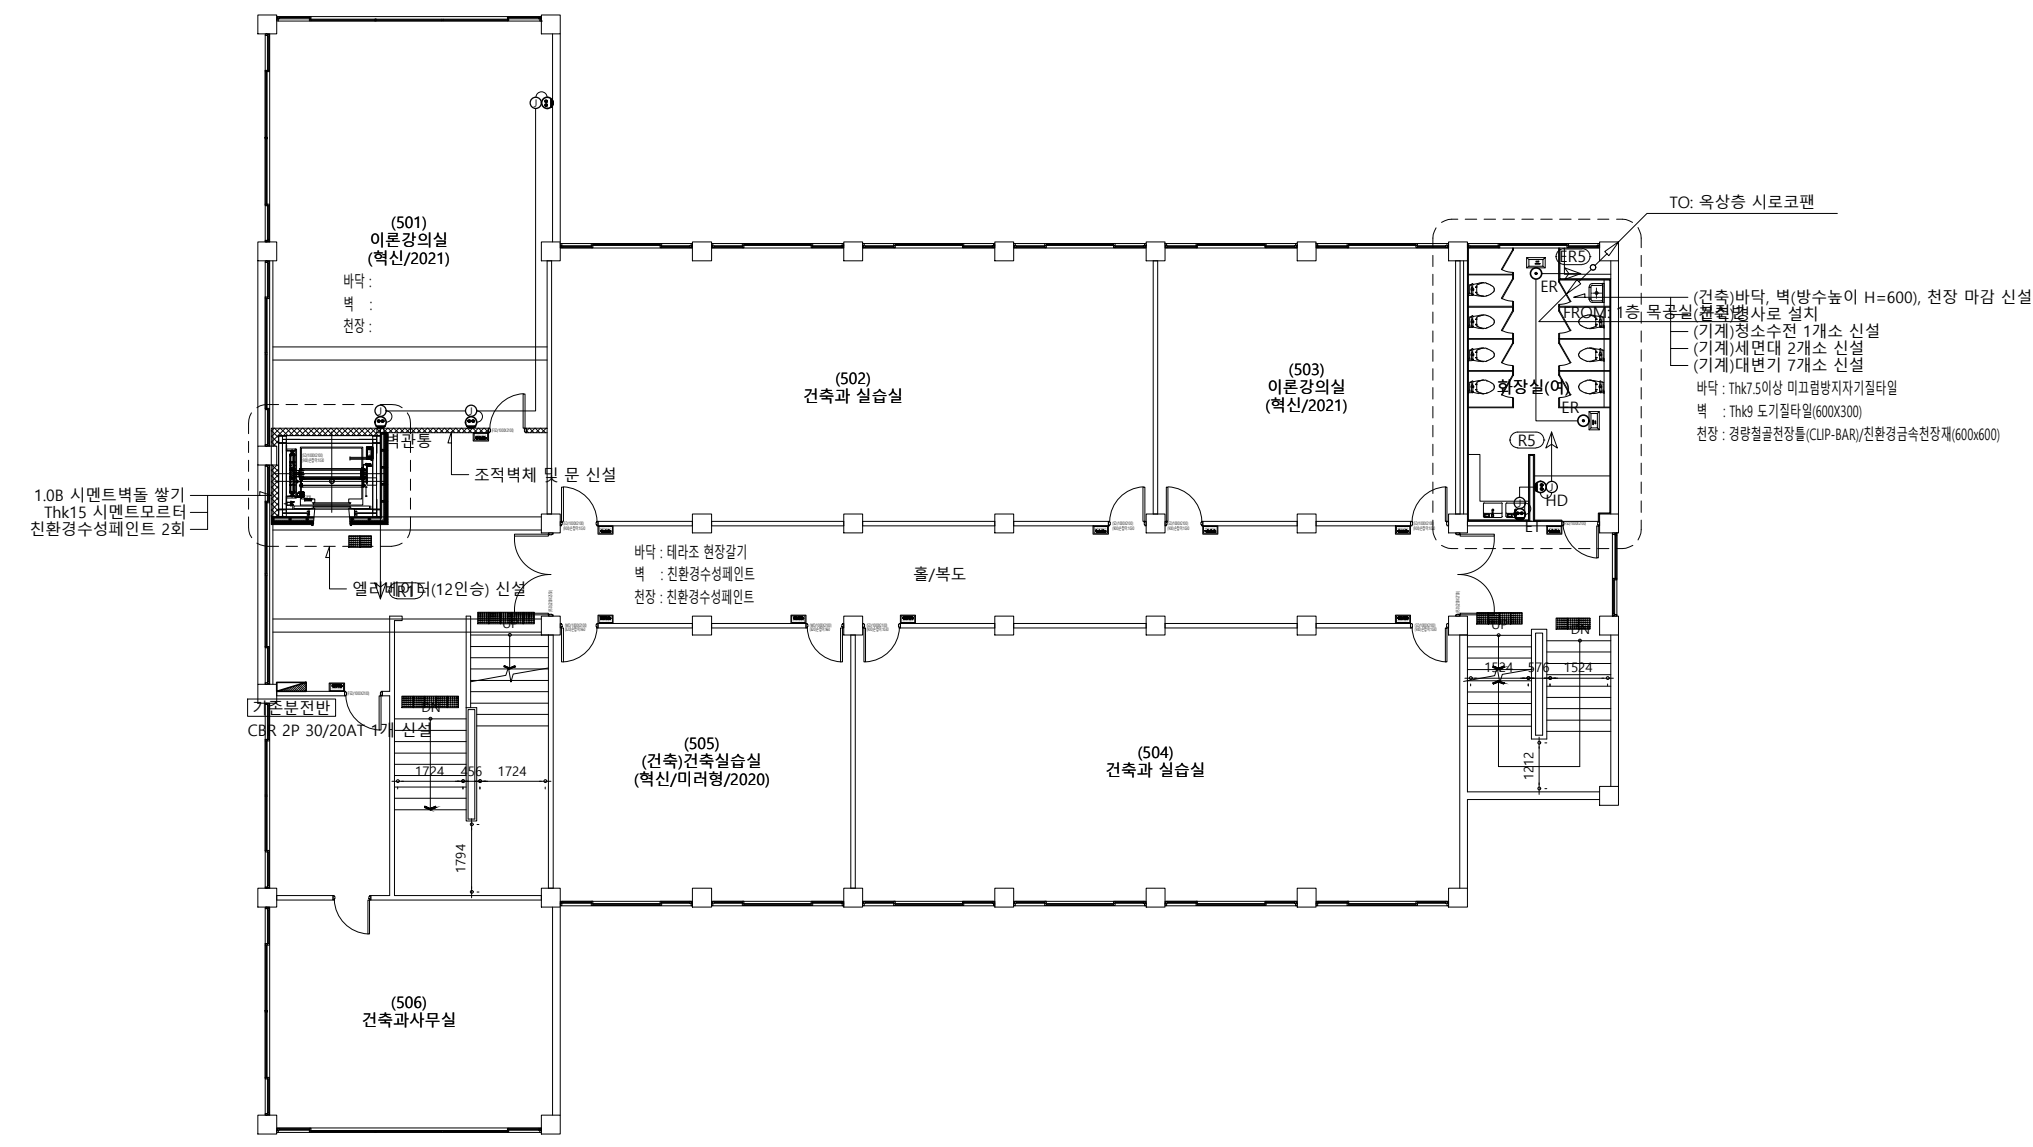 TO: 옥상층 시로코팬
(501)
이론강의실
(혁신/2021)
바닥 :
벽 :
천장 :
J
ER5
ER
(건축)바닥, 벽(방수높이 H=600), 천장 마감 신설
FROM: 1층 목공실
(건축)경사로 설치
(기계)청소수전 1개소 신설
(기계)세면대 2개소 신설
(기계)대변기 7개소 신설
바닥 : Thk7.5이상 미끄럼방지자기질타일
벽 : Thk9 도기질타일(600X300)
천장 : 경량철골천장틀(CLIP-BAR)/친환경금속천장재(600x600)
(502)
건축과 실습실
(503)
이론강의실
(혁신/2021)
화장실(여)
ER
R5
J
HD
J
ET
J
J
벽관통
조적벽체 및 문 신설
1.0B 시멘트벽돌 쌓기
Thk15 시멘트모르터
친환경수성페인트 2회
엘리베이터(12인승) 신설
R1
바닥 : 테라조 현장갈기
벽 : 친환경수성페인트
천장 : 친환경수성페인트
홀/복도
UP
UP
DN
1524 576 1524
1212
기존분전반
CBR 2P 30/20AT 1개 신설
DN
1724 456 1724
1794
(505)
(건축)건축실습실
(혁신/미러형/2020)
(504)
건축과 실습실
(506)
건축과사무실